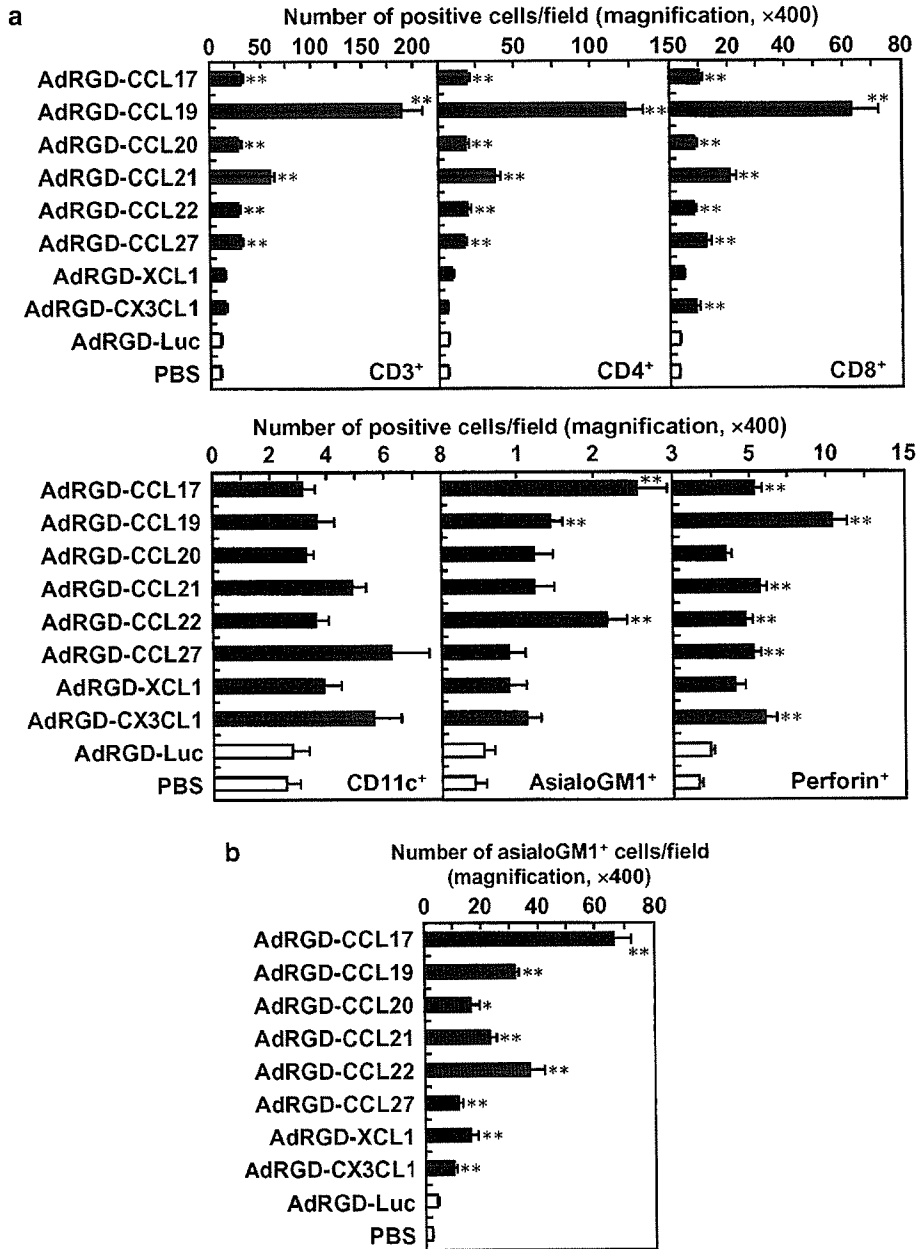 a
Number of positive cells/field (magnification, ×400)
0 50 100 150 200 50 100 150 20 40 60 80
AdRGD-CCL17 ** ** **
AdRGD-CCL19 ** ** **
AdRGD-CCL20 ** ** **
AdRGD-CCL21 ** ** **
AdRGD-CCL22 ** ** **
AdRGD-CCL27 ** ** **
AdRGD-XCL1
AdRGD-CX3CL1 **
AdRGD-Luc
PBS CD3+ CD4+ CD8+
Number of positive cells/field (magnification, ×400)
0 2 4 6 8 1 2 3 5 10 15
AdRGD-CCL17 ** **
AdRGD-CCL19 ** **
AdRGD-CCL20
AdRGD-CCL21 **
AdRGD-CCL22 ** **
AdRGD-CCL27 **
AdRGD-XCL1
AdRGD-CX3CL1 **
AdRGD-Luc
PBS CD11c+ AsialoGM1+ Perforin+
b
Number of asialoGM1+ cells/field
(magnification, ×400)
0 20 40 60 80
AdRGD-CCL17 **
AdRGD-CCL19 **
AdRGD-CCL20 *
AdRGD-CCL21 **
AdRGD-CCL22 **
AdRGD-CCL27 **
AdRGD-XCL1 **
AdRGD-CX3CL1 **
AdRGD-Luc
PBS